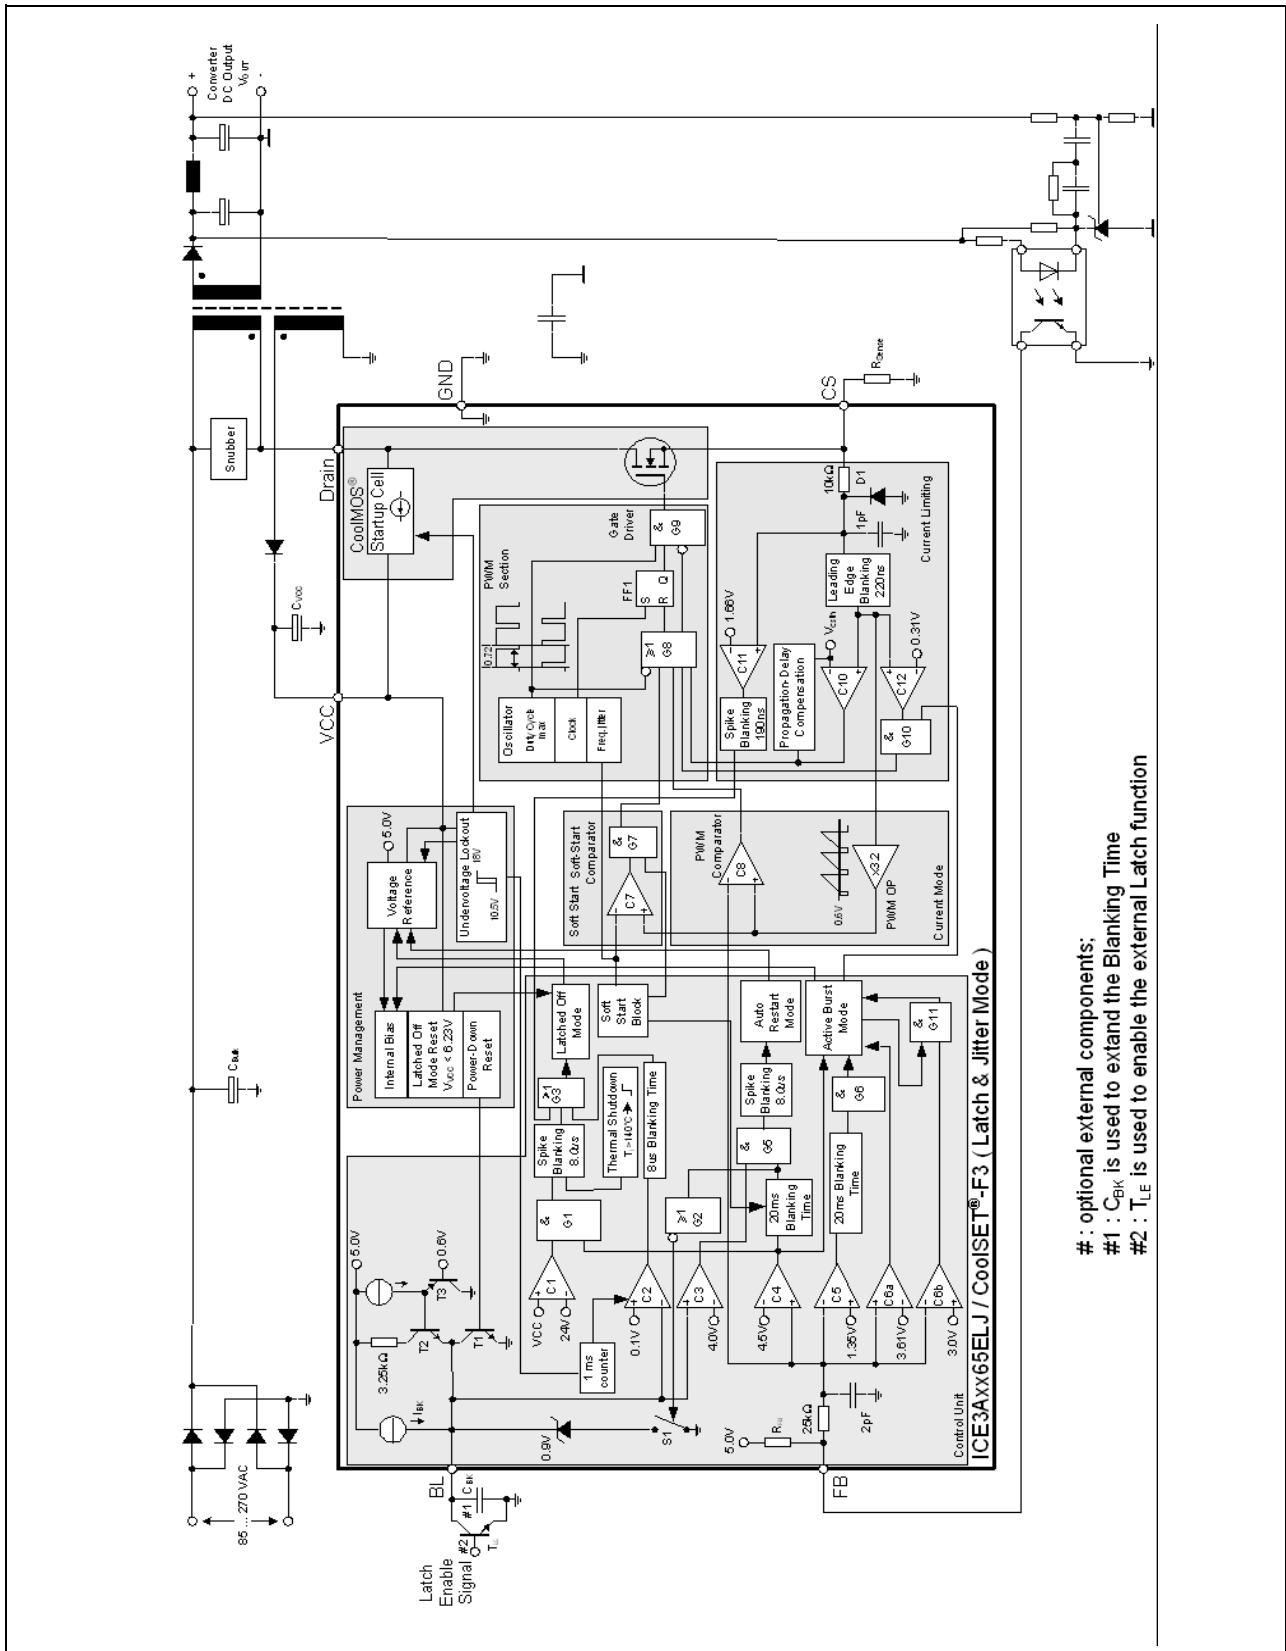 85 ... 270 VAC
C Bulk
Snubber
+
Converter
DC Output
V OUT
-
C VCC
VCC
Drain
GND
CS
R Sense
BL
FB
Latch
Enable
Signal
#2
#1
C BK
5.0V
3.25kΩ
I BK
T1
T2
T3
0.6V
0.9V
S1
1 ms
counter
VCC
24V
C1
0.1V
C2
4.0V
C3
4.5V
C4
1.35V
C5
3.61V
C6a
3.0V
C6b
5.0V
25kΩ
2pF
Control Unit
&
G1
Spike
Blanking
8.0us
≥1
G3
Thermal Shutdown
Tj >140°C
8us Blanking Time
Latched Off
Mode
≥1
G2
20ms
Blanking
Time
&
G5
Spike
Blanking
8.0us
Auto
Restart
Mode
20ms Blanking
Time
&
G6
Active Burst
Mode
&
G11
Power Management
Internal Bias
Latched Off
Mode Reset
VVCC < 6.23V
Power-Down
Reset
Voltage
Reference
5.0V
Undervoltage Lockout
18V
10.5V
Soft
Start
Block
Soft Start
Soft-Start
Comparator
C7
&
G7
PWM
Comparator
C8
0.6V
x3.2
PWM OP
Current Mode
CoolMOS®
Startup Cell
PWM
Section
Oscillator
Duty Cycle
max
Clock
Freq. jitter
0.72
FF1
S
R
Q
≥1
G8
Gate
Driver
&
G9
1.66V
C11
Spike
Blanking
190ns
Propagation-Delay
Compensation
Vcsth
C10
C12
0.31V
&
G10
Leading
Edge
Blanking
220ns
10kΩ
D1
1pF
Current Limiting
ICE3Axx65ELJ / CoolSET®-F3 ( Latch & Jitter Mode )
# : optional external components;
#1 : CBK is used to extand the Blanking Time
#2 : TLE is used to enable the external Latch function